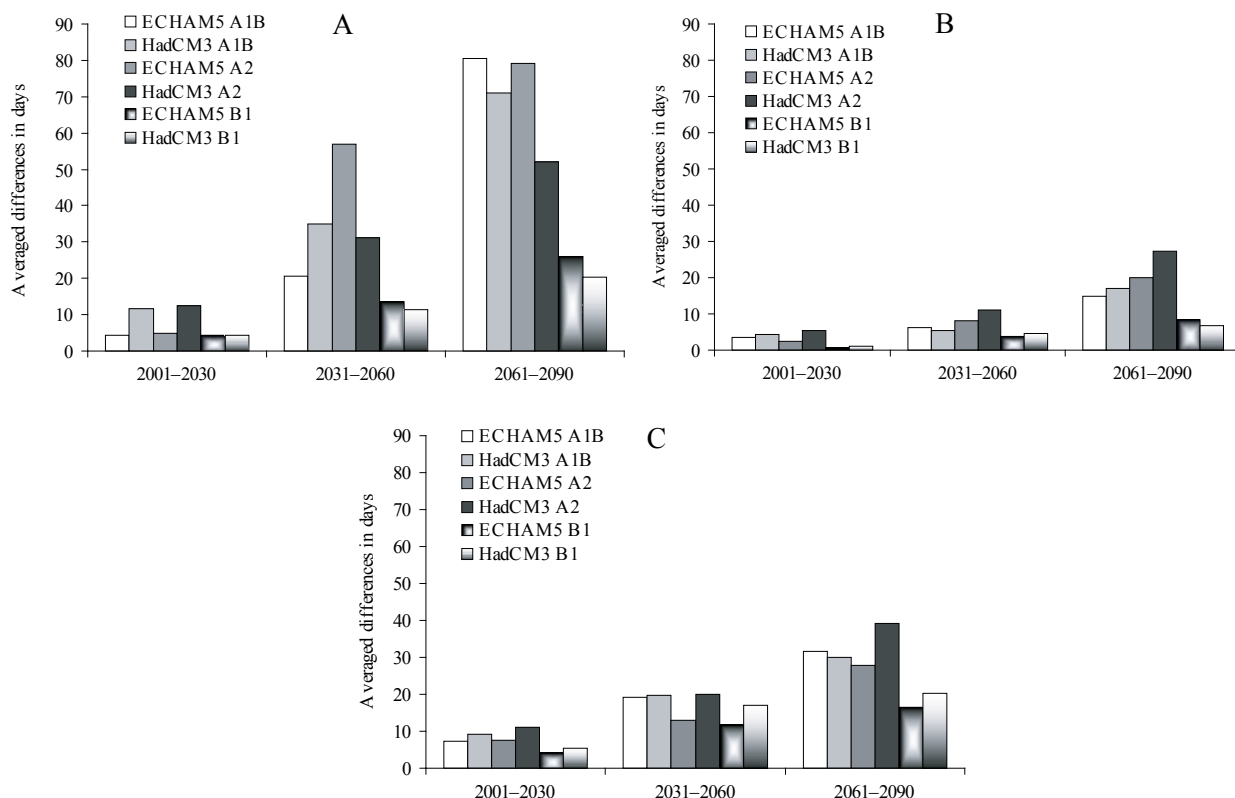 A
Averaged differences in days
90
80
70
60
50
40
30
20
10
0
ECHAM5 A1B
HadCM3 A1B
ECHAM5 A2
HadCM3 A2
ECHAM5 B1
HadCM3 B1
2001–2030 2031–2060 2061–2090
B
Averaged differences in days
90
80
70
60
50
40
30
20
10
0
ECHAM5 A1B
HadCM3 A1B
ECHAM5 A2
HadCM3 A2
ECHAM5 B1
HadCM3 B1
2001–2030 2031–2060 2061–2090
C
Averaged differences in days
90
80
70
60
50
40
30
20
10
0
ECHAM5 A1B
HadCM3 A1B
ECHAM5 A2
HadCM3 A2
ECHAM5 B1
HadCM3 B1
2001–2030 2031–2060 2061–2090